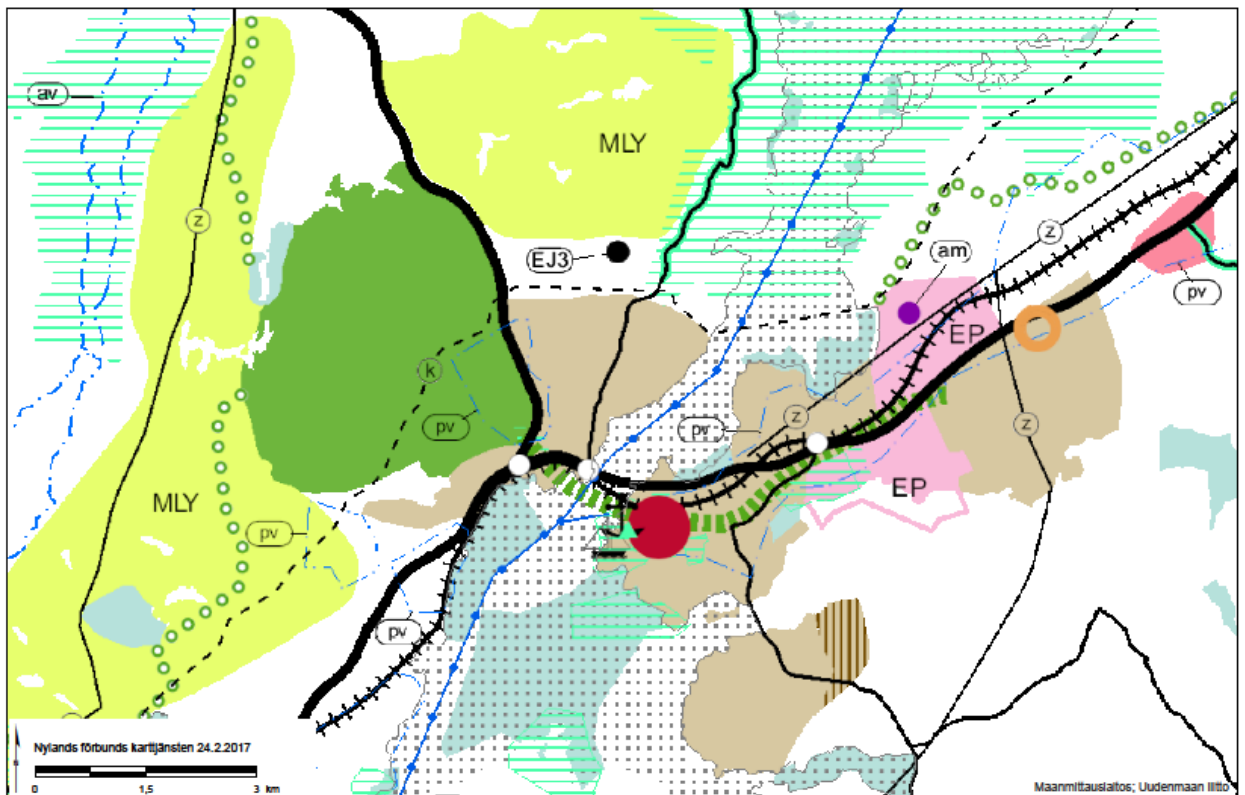 av
MLY
z
EJ3
am
z
pv
EP
k
pv
pv
z
z
MLY
EP
pv
pv
Nylands förbunds karttjänsten 24.2.2017
0 1,5 3 km
Maanmittauslaitos; Uudenmaan liitto